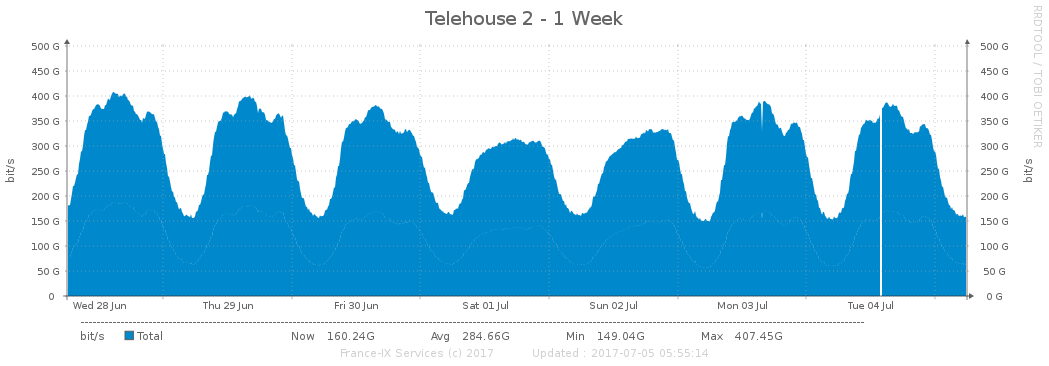 Telehouse 2 - 1 Week
RRDTOOL / TOBI OETIKER
500 G 500 G
450 G 450 G
400 G 400 G
350 G 350 G
300 G 300 G
250 G 250 G
200 G 200 G
150 G 150 G
100 G 100 G
50 G 50 G
0 0 G
bit/s bit/s
Wed 28 Jun Thu 29 Jun Fri 30 Jun Sat 01 Jul Sun 02 Jul Mon 03 Jul Tue 04 Jul
bit/s Total Now 160.24G Avg 284.66G Min 149.04G Max 407.45G
France-IX Services (c) 2017 Updated : 2017-07-05 05:55:14